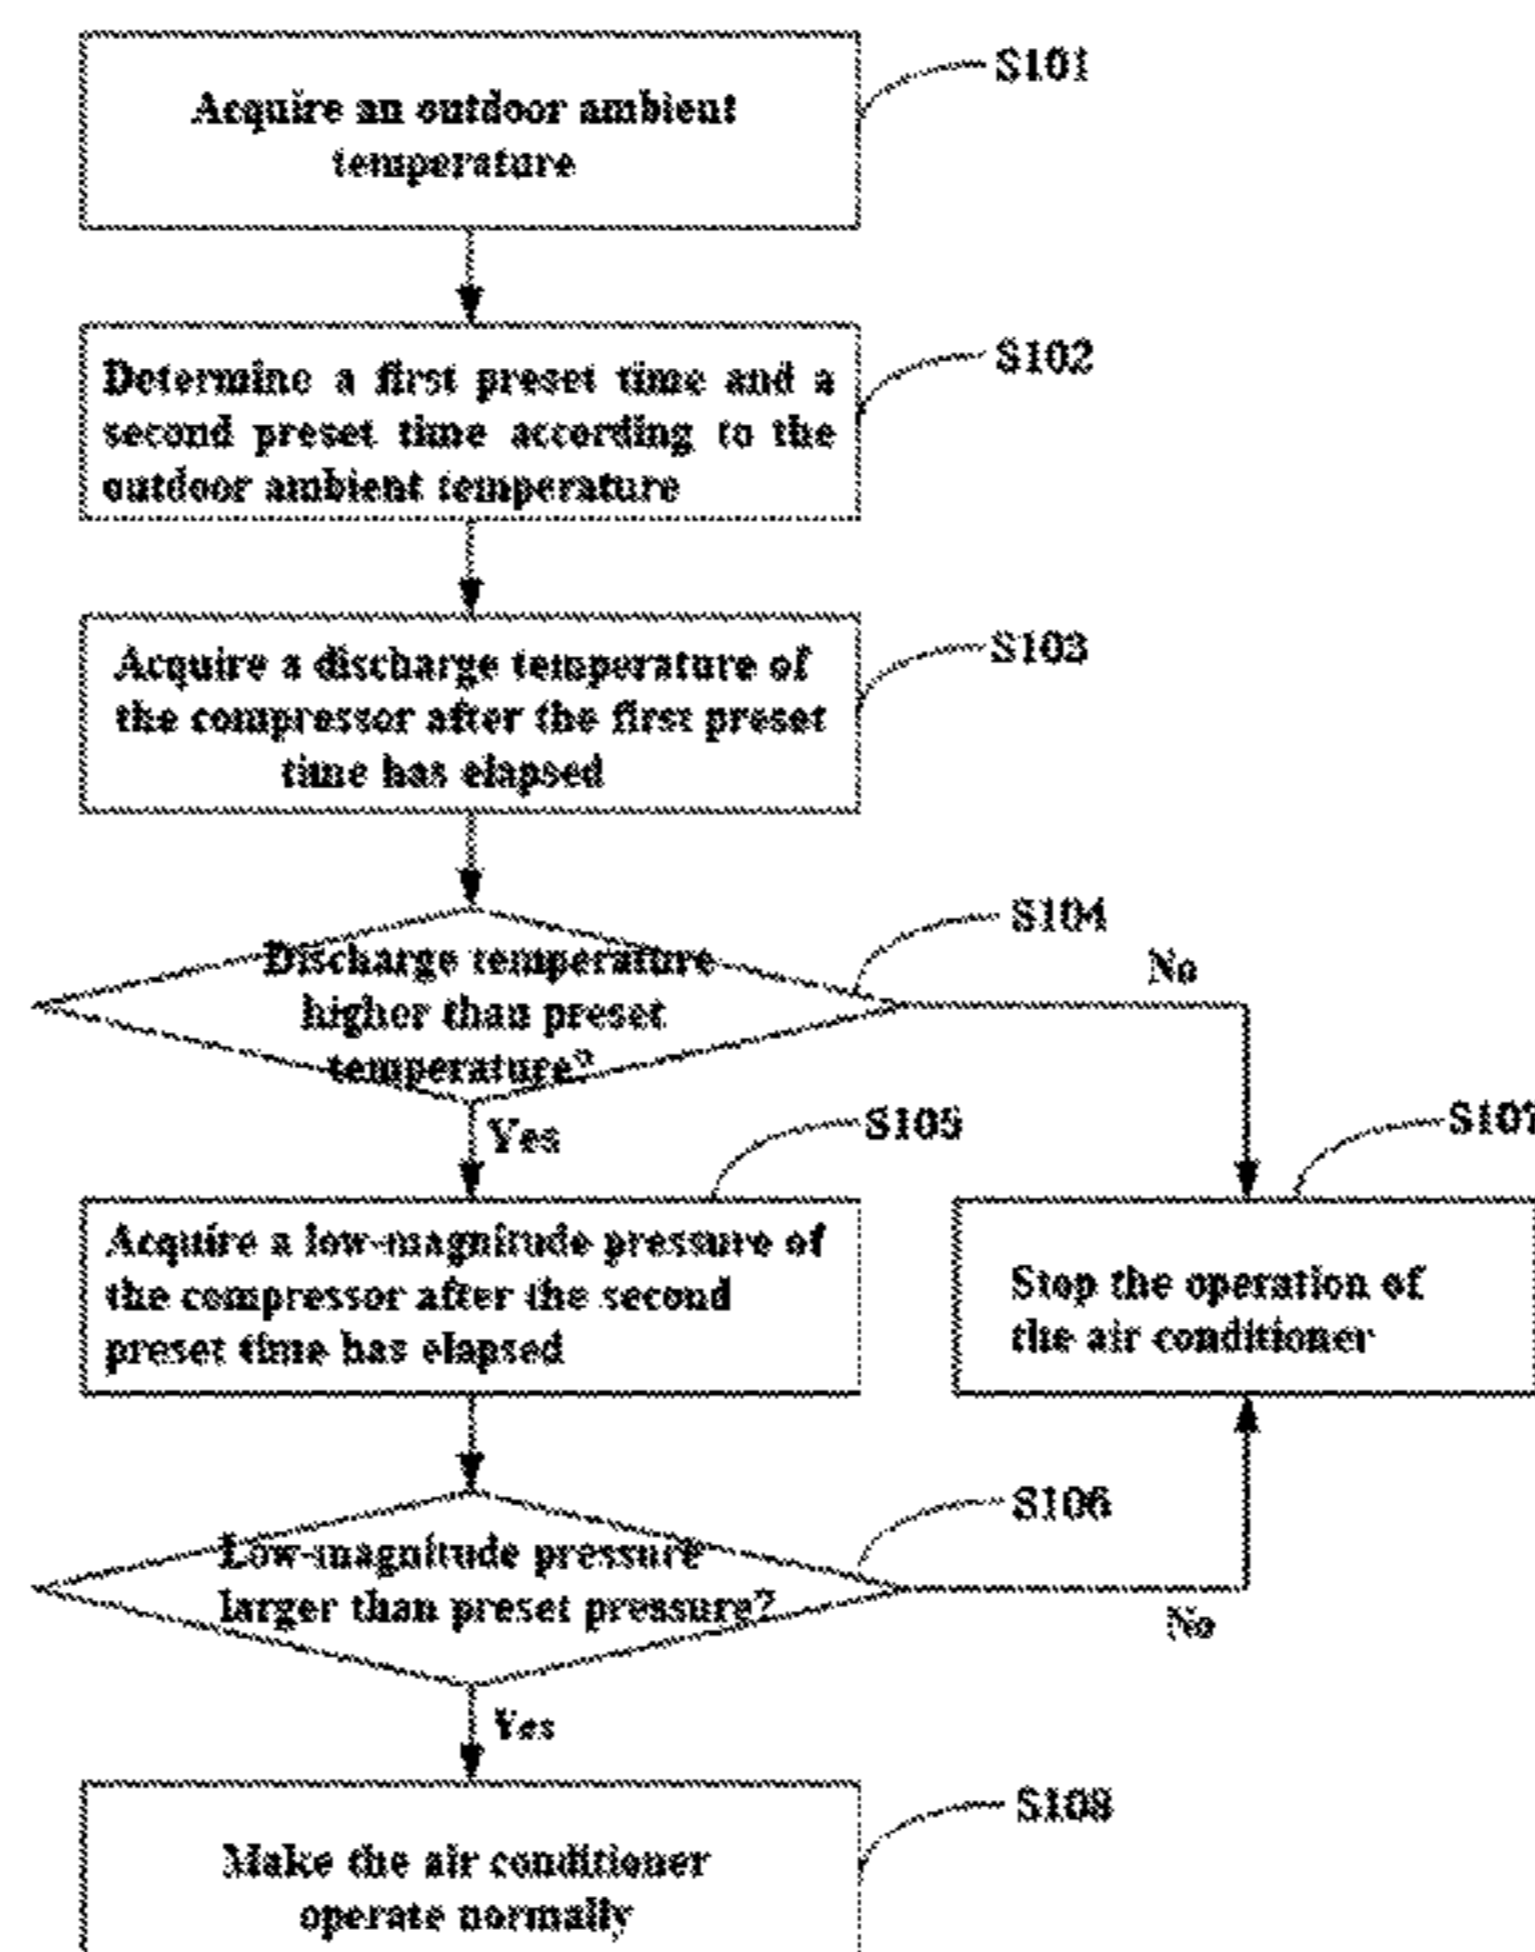 S101
Acquire an outdoor ambient
temperature
S102
Determine a first preset time and a
second preset time according to the
outdoor ambient temperature
S103
Acquire a discharge temperature of
the compressor after the first preset
time has elapsed
S104
No
Discharge temperature
higher than preset
temperature?
Yes
S105
S107
Acquire a low-magnitude pressure of
the compressor after the second
preset time has elapsed
Stop the operation of
the air conditioner
S106
Low-magnitude pressure
larger than preset pressure?
No
Yes
S108
Make the air conditioner
operate normally